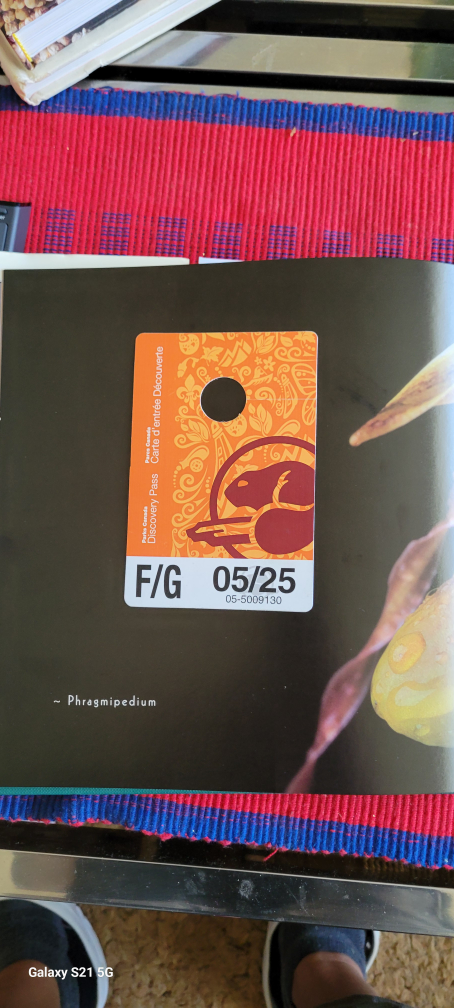 Parks Canada
Discovery Pass
Parcs Canada
Carte d'entrée Découverte
F/G
05/25
05-5009130
~ Phragmipedium
Galaxy S21 5G